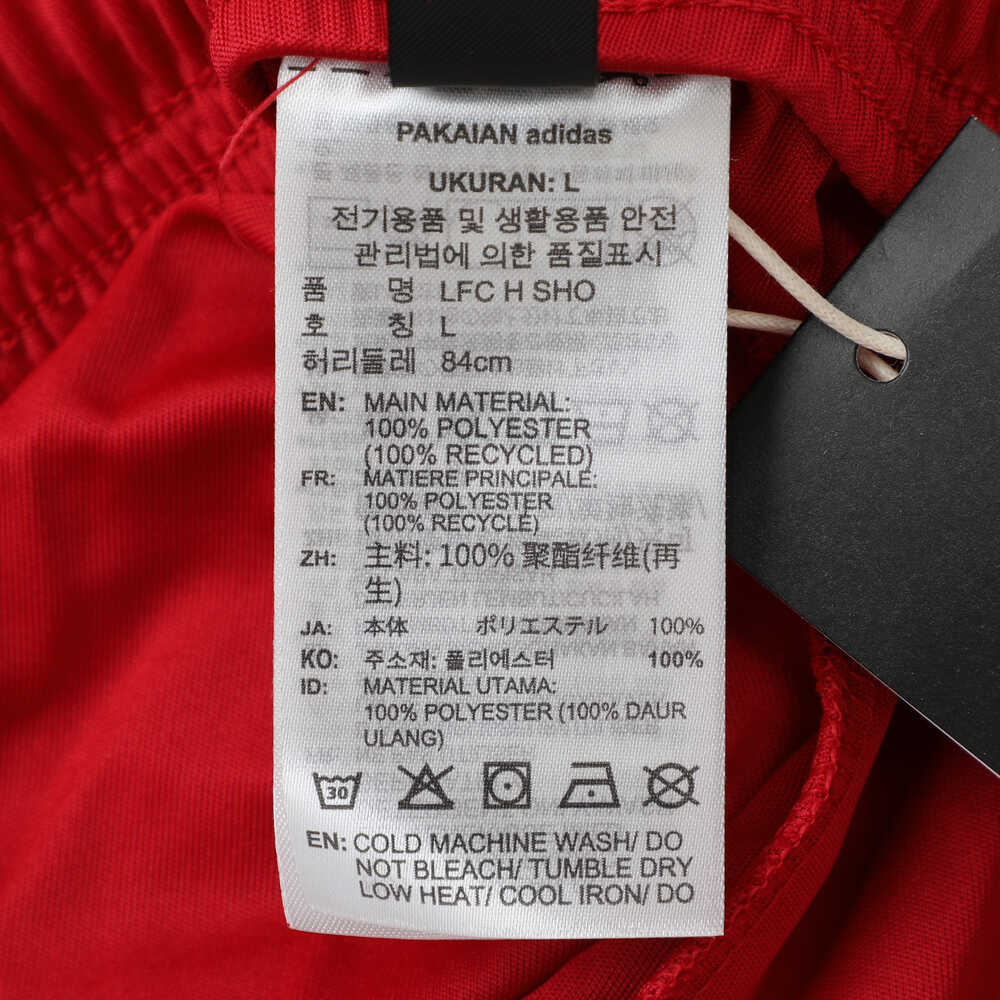 PAKAIAN adidas
UKURAN: L
전기용품 및 생활용품 안전
관리법에 의한 품질표시
품 명 LFC H SHO
호 칭 L
허리둘레 84cm
EN: MAIN MATERIAL:
100% POLYESTER
(100% RECYCLED)
FR: MATIERE PRINCIPALE:
100% POLYESTER
(100% RECYCLÉ)
ZH: 主料: 100% 聚酯纤维(再
生)
JA: 本体 ポリエステル 100%
KO: 주소재: 폴리에스터 100%
ID: MATERIAL UTAMA:
100% POLYESTER (100% DAUR
ULANG)
30
EN: COLD MACHINE WASH/ DO
NOT BLEACH/ TUMBLE DRY
LOW HEAT/ COOL IRON/ DO